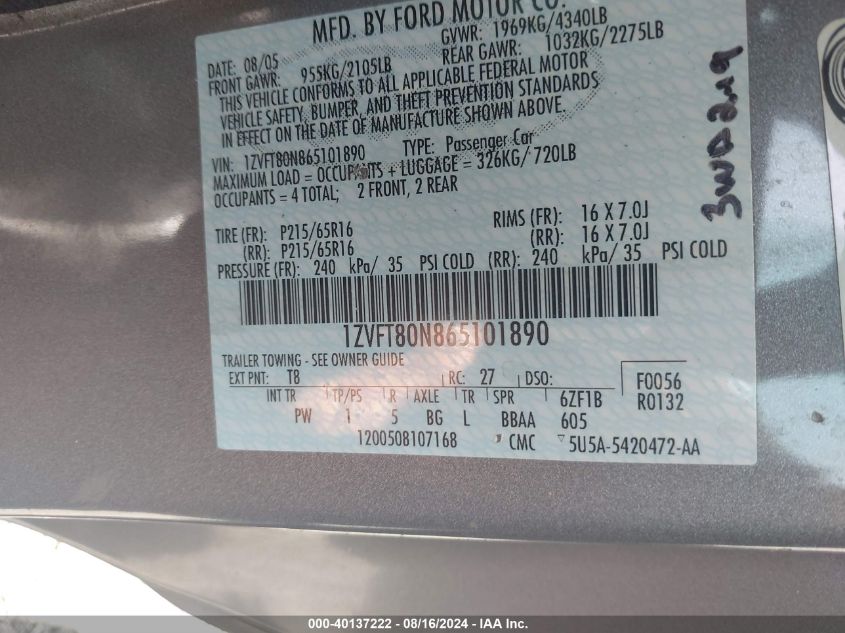 MFD. BY FORD MOTOR CO.
DATE: 08/05 GVWR: 1969KG/4340LB
FRONT GAWR: 955KG/2105LB REAR GAWR: 1032KG/2275LB
THIS VEHICLE CONFORMS TO ALL APPLICABLE FEDERAL MOTOR
VEHICLE SAFETY, BUMPER, AND THEFT PREVENTION STANDARDS
IN EFFECT ON THE DATE OF MANUFACTURE SHOWN ABOVE.
VIN: 1ZVFT80N865101890 TYPE: Passenger Car
MAXIMUM LOAD = OCCUPANTS + LUGGAGE = 326KG/ 720LB
OCCUPANTS = 4 TOTAL; 2 FRONT, 2 REAR
TIRE (FR): P215/65R16 RIMS (FR): 16 X 7.0J
(RR): P215/65R16 (RR): 16 X 7.0J
PRESSURE (FR): 240 kPa/ 35 PSI COLD (RR): 240 kPa/ 35 PSI COLD
1ZVFT80N865101890
TRAILER TOWING - SEE OWNER GUIDE
EXT PNT: T8 RC: 27 DSO: F0056
INT TR TP/PS R AXLE TR SPR 6ZF1B R0132
PW 1 5 BG L BBAA 605
1200508107168 CMC 5U5A-5420472-AA
000-40137222 - 08/16/2024 - IAA Inc.